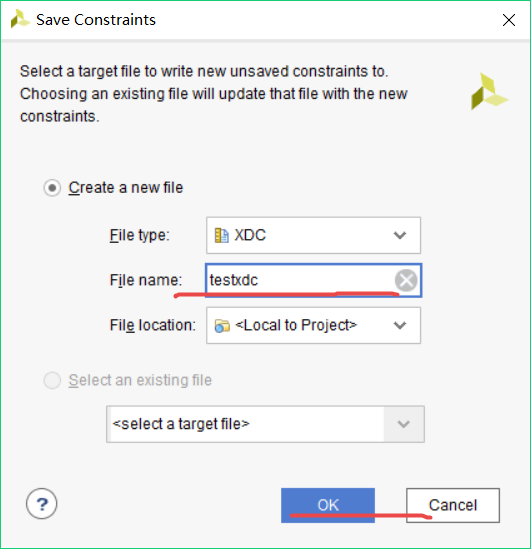 Save Constraints
Select a target file to write new unsaved constraints to.
Choosing an existing file will update that file with the new
constraints.
Create a new file
File type: XDC
File name: testxdc
File location: <Local to Project>
Select an existing file
<select a target file>
? OK Cancel